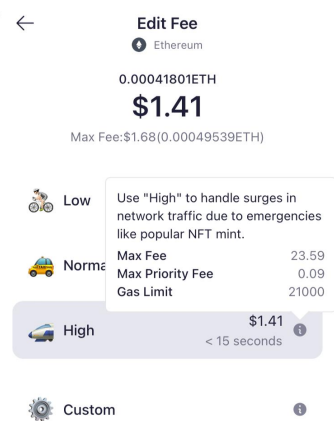 Edit Fee
Ethereum
0.00041801ETH
$1.41
Max Fee:$1.68(0.00049539ETH)
Low
Use "High" to handle surges in
network traffic due to emergencies
like popular NFT mint.
Norma
Max Fee 23.59
Max Priority Fee 0.09
Gas Limit 21000
High
$1.41
< 15 seconds
Custom